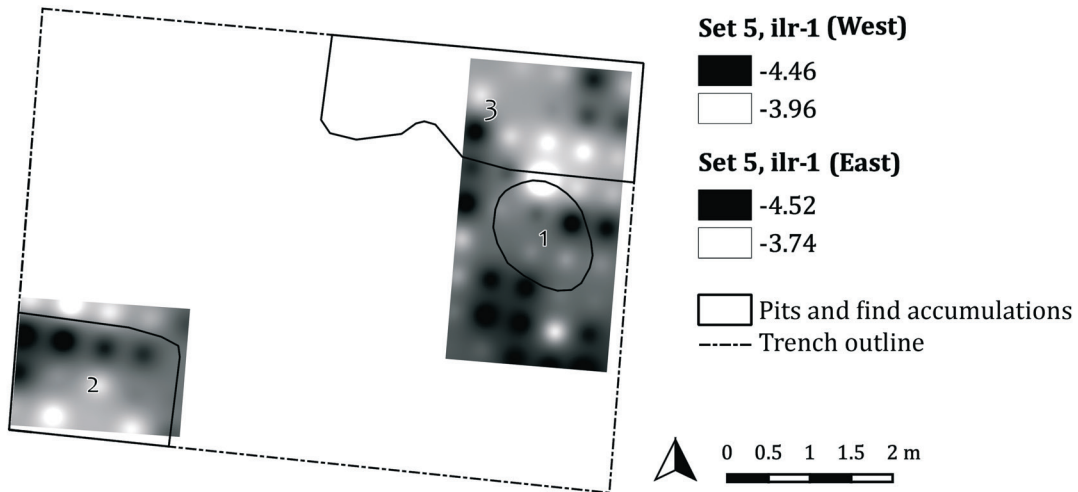 Set 5, ilr-1 (West)
-4.46
-3.96
Set 5, ilr-1 (East)
-4.52
-3.74
Pits and find accumulations
Trench outline
3
1
2
0 0.5 1 1.5 2 m